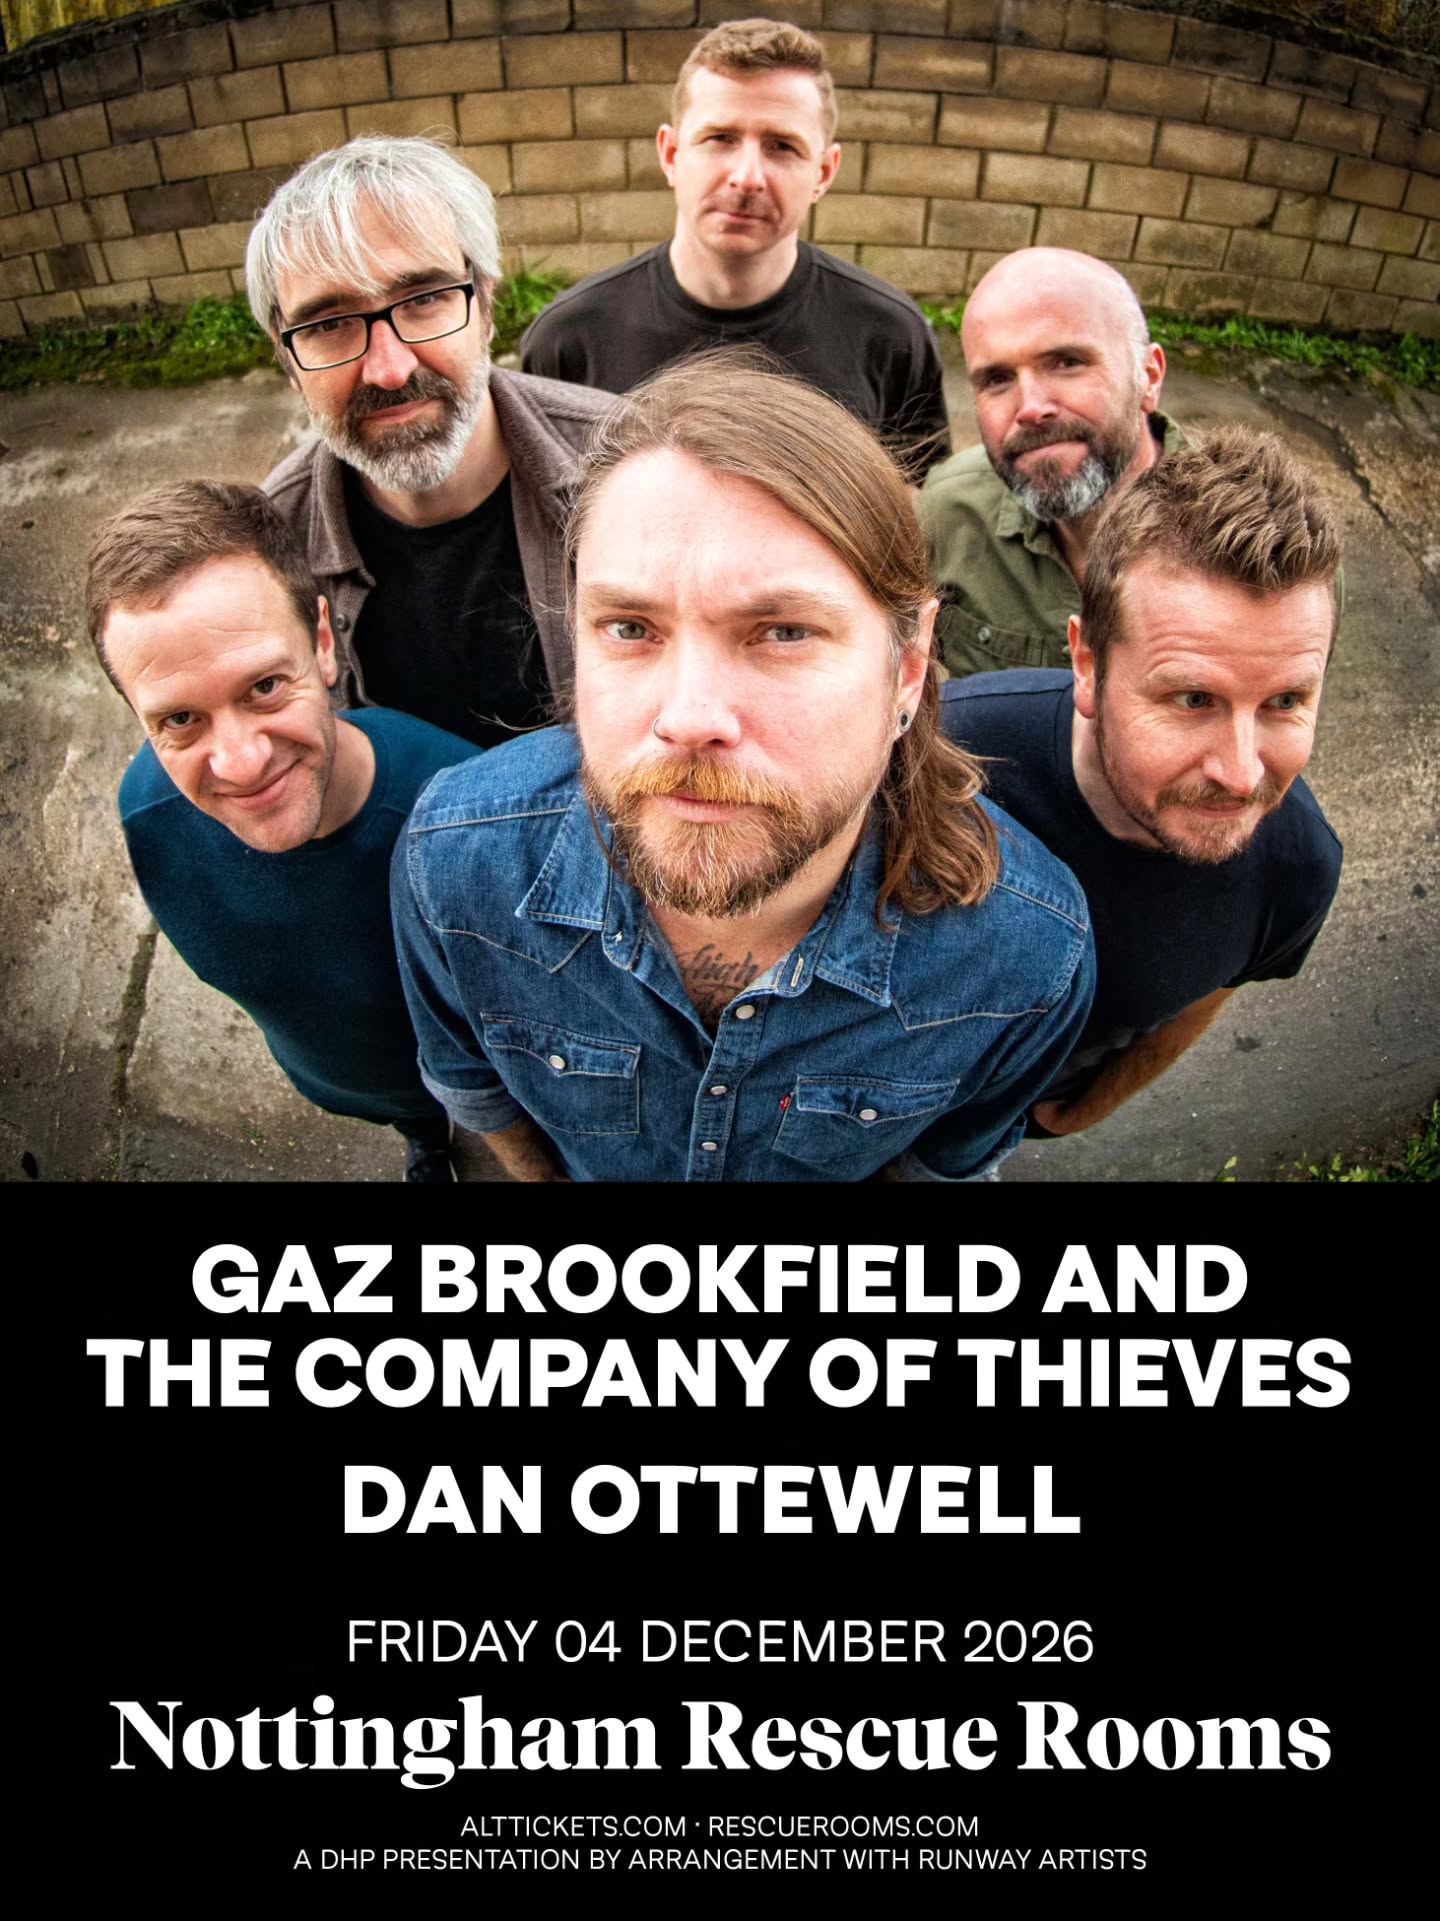 GAZ BROOKFIELD AND
THE COMPANY OF THIEVES
DAN OTTEWELL
FRIDAY 04 DECEMBER 2026
Nottingham Rescue Rooms
ALTTICKETS.COM · RESCUEROOMS.COM
A DHP PRESENTATION BY ARRANGEMENT WITH RUNWAY ARTISTS